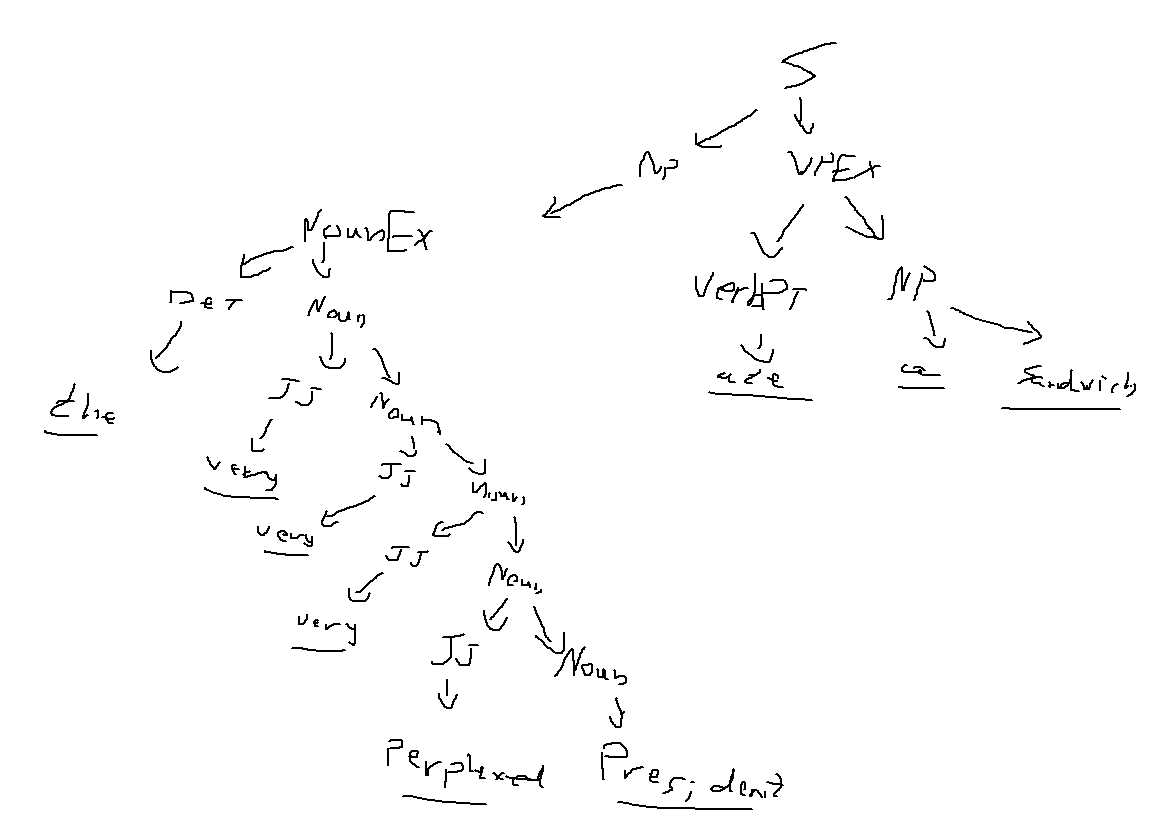 S
NP VPEX
NounEx
VerbPT NP
DET Noun
ate a Sandwich
JJ Noun
the
very JJ Noun
very JJ Noun
very JJ Noun
Perplexed President